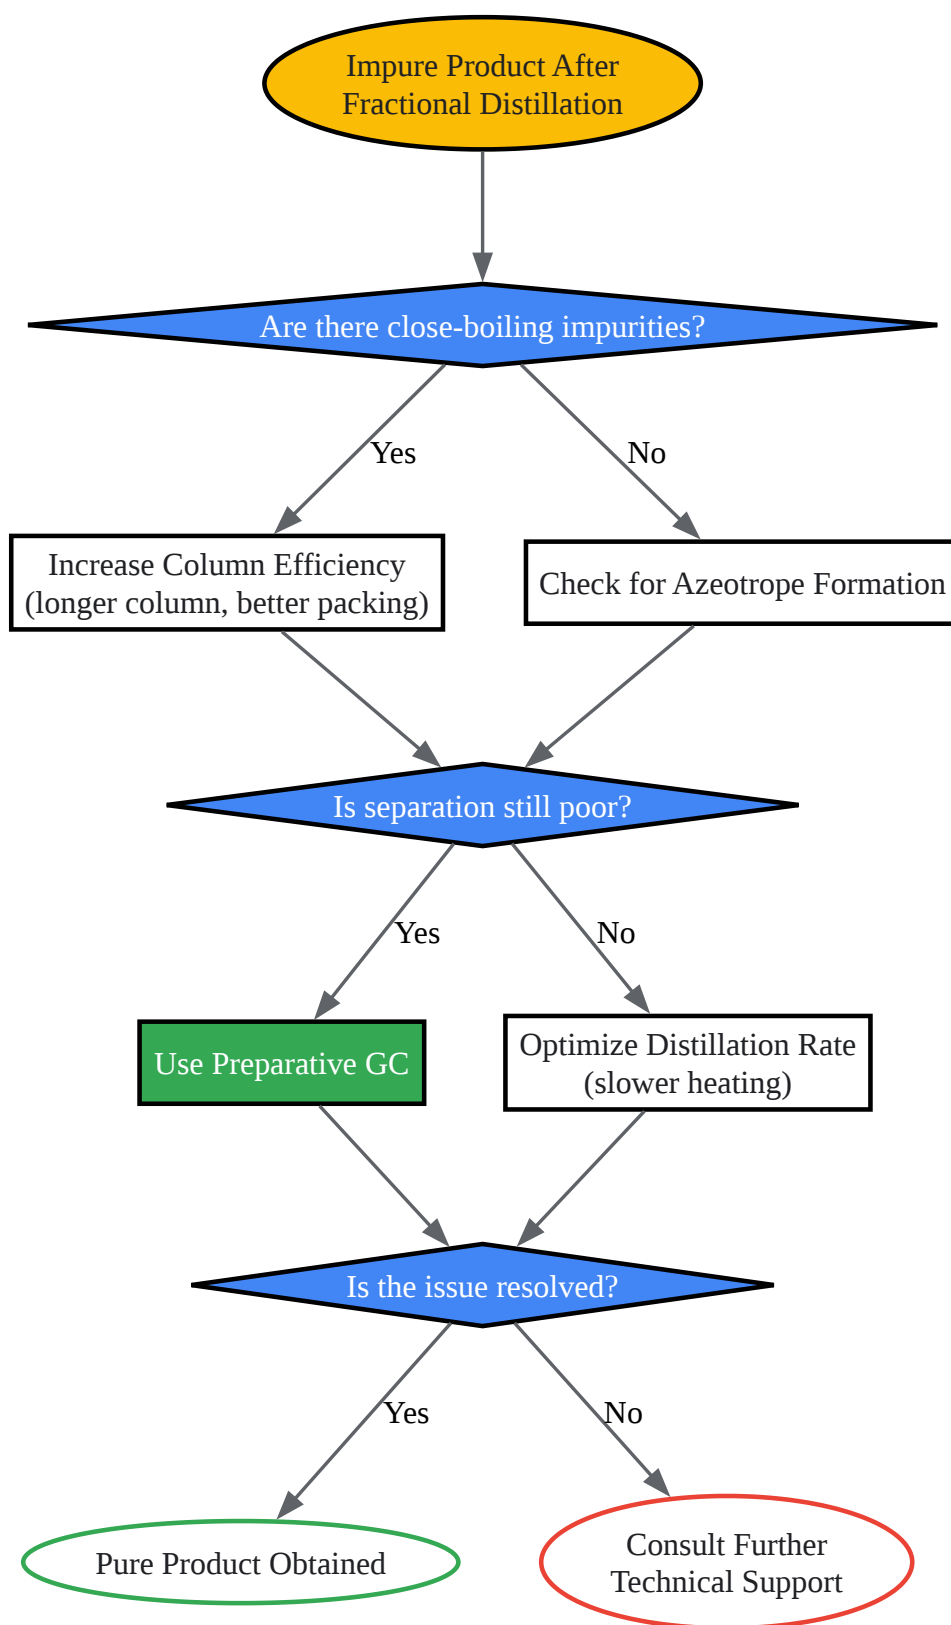 Impure Product After
Fractional Distillation
Are there close-boiling impurities?
Yes
No
Increase Column Efficiency
(longer column, better packing)
Check for Azeotrope Formation
Is separation still poor?
Yes
No
Use Preparative GC
Optimize Distillation Rate
(slower heating)
Is the issue resolved?
Yes
No
Pure Product Obtained
Consult Further
Technical Support